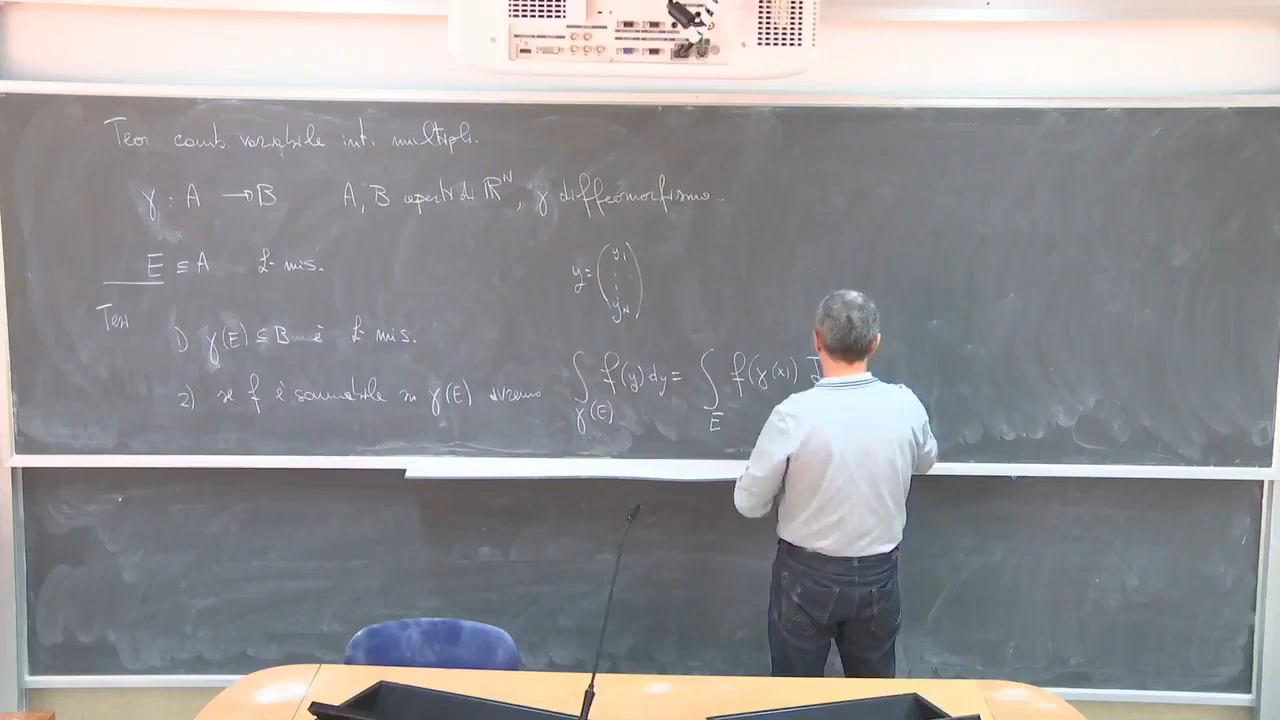 Teor camb variabile int. multipli.
γ : A → B A, B aperti di ℝᴺ, γ diffeomorfismo.
E ⊆ A L-mis.
y = (y₁ ⋮ y_N)
Tesi
1) γ(E) ⊆ B è L-mis.
2) se f è sommabile in γ(E) avremo ∫_{γ(E)} f(y) dy = ∫_E f(γ(x))